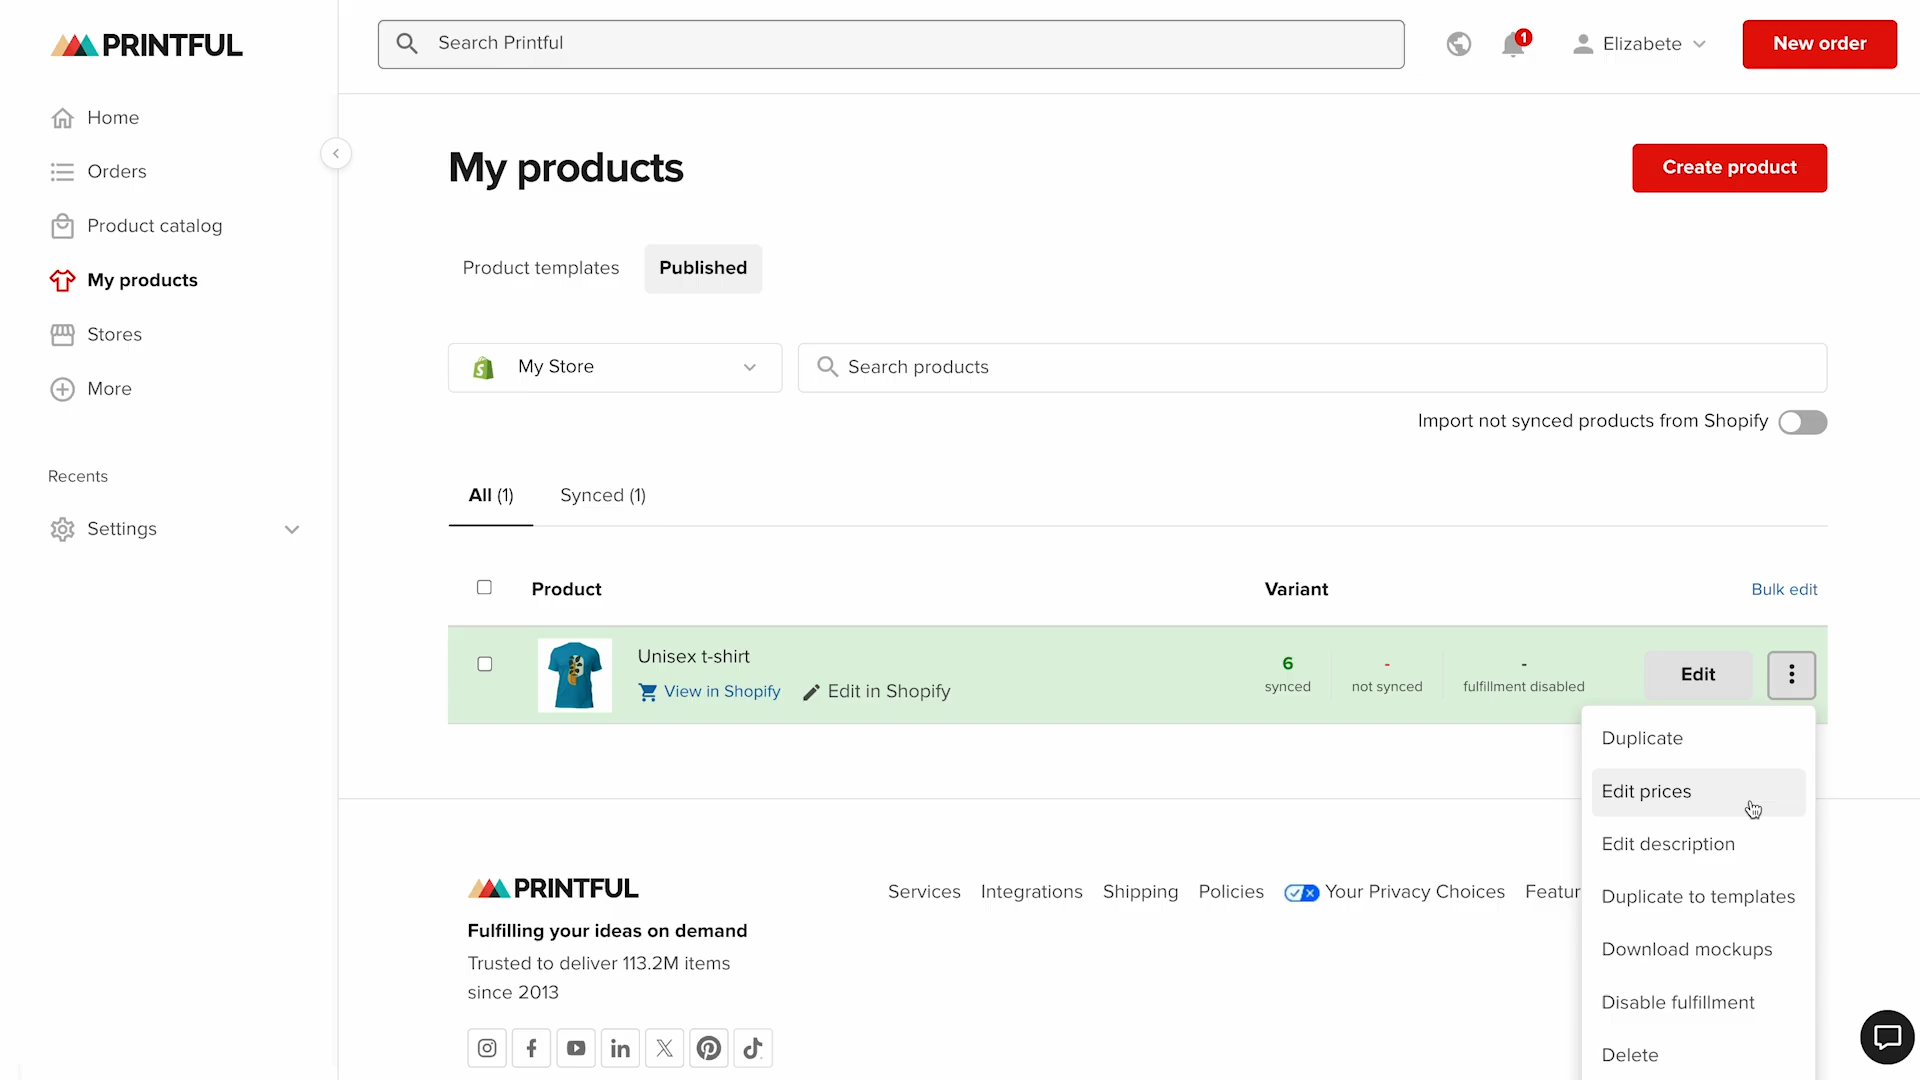 PRINTFUL
Search Printful
1
Elizabete
New order
Home
Orders
Product catalog
My products
Stores
More
Recents
Settings
My products
Create product
Product templates
Published
My Store
Search products
Import not synced products from Shopify
All (1)
Synced (1)
Product
Variant
Bulk edit
Unisex t-shirt
View in Shopify
Edit in Shopify
6
synced
-
not synced
-
fulfillment disabled
Edit
Duplicate
Edit prices
Edit description
Duplicate to templates
Download mockups
Disable fulfillment
Delete
PRINTFUL
Fulfilling your ideas on demand
Trusted to deliver 113.2M items
since 2013
Services
Integrations
Shipping
Policies
Your Privacy Choices
Featur